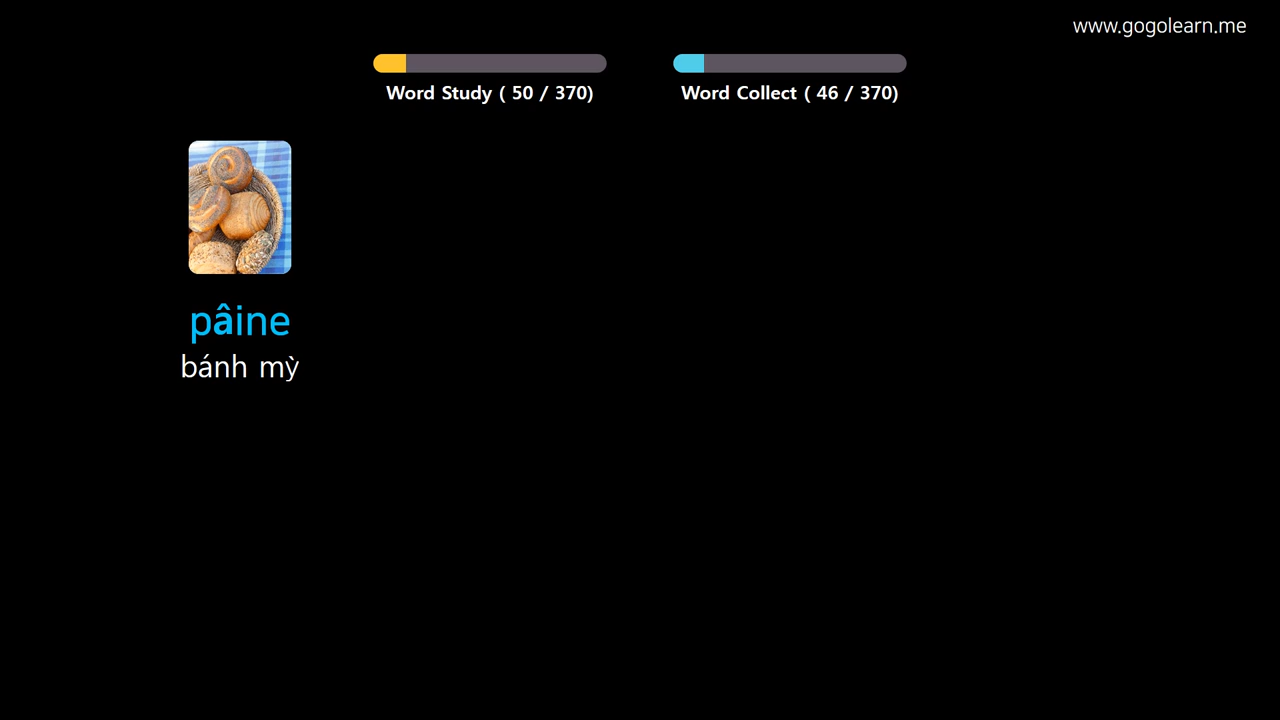 www.gogolearn.me
Word Study ( 50 / 370)
Word Collect ( 46 / 370)
pâine
bánh mỳ